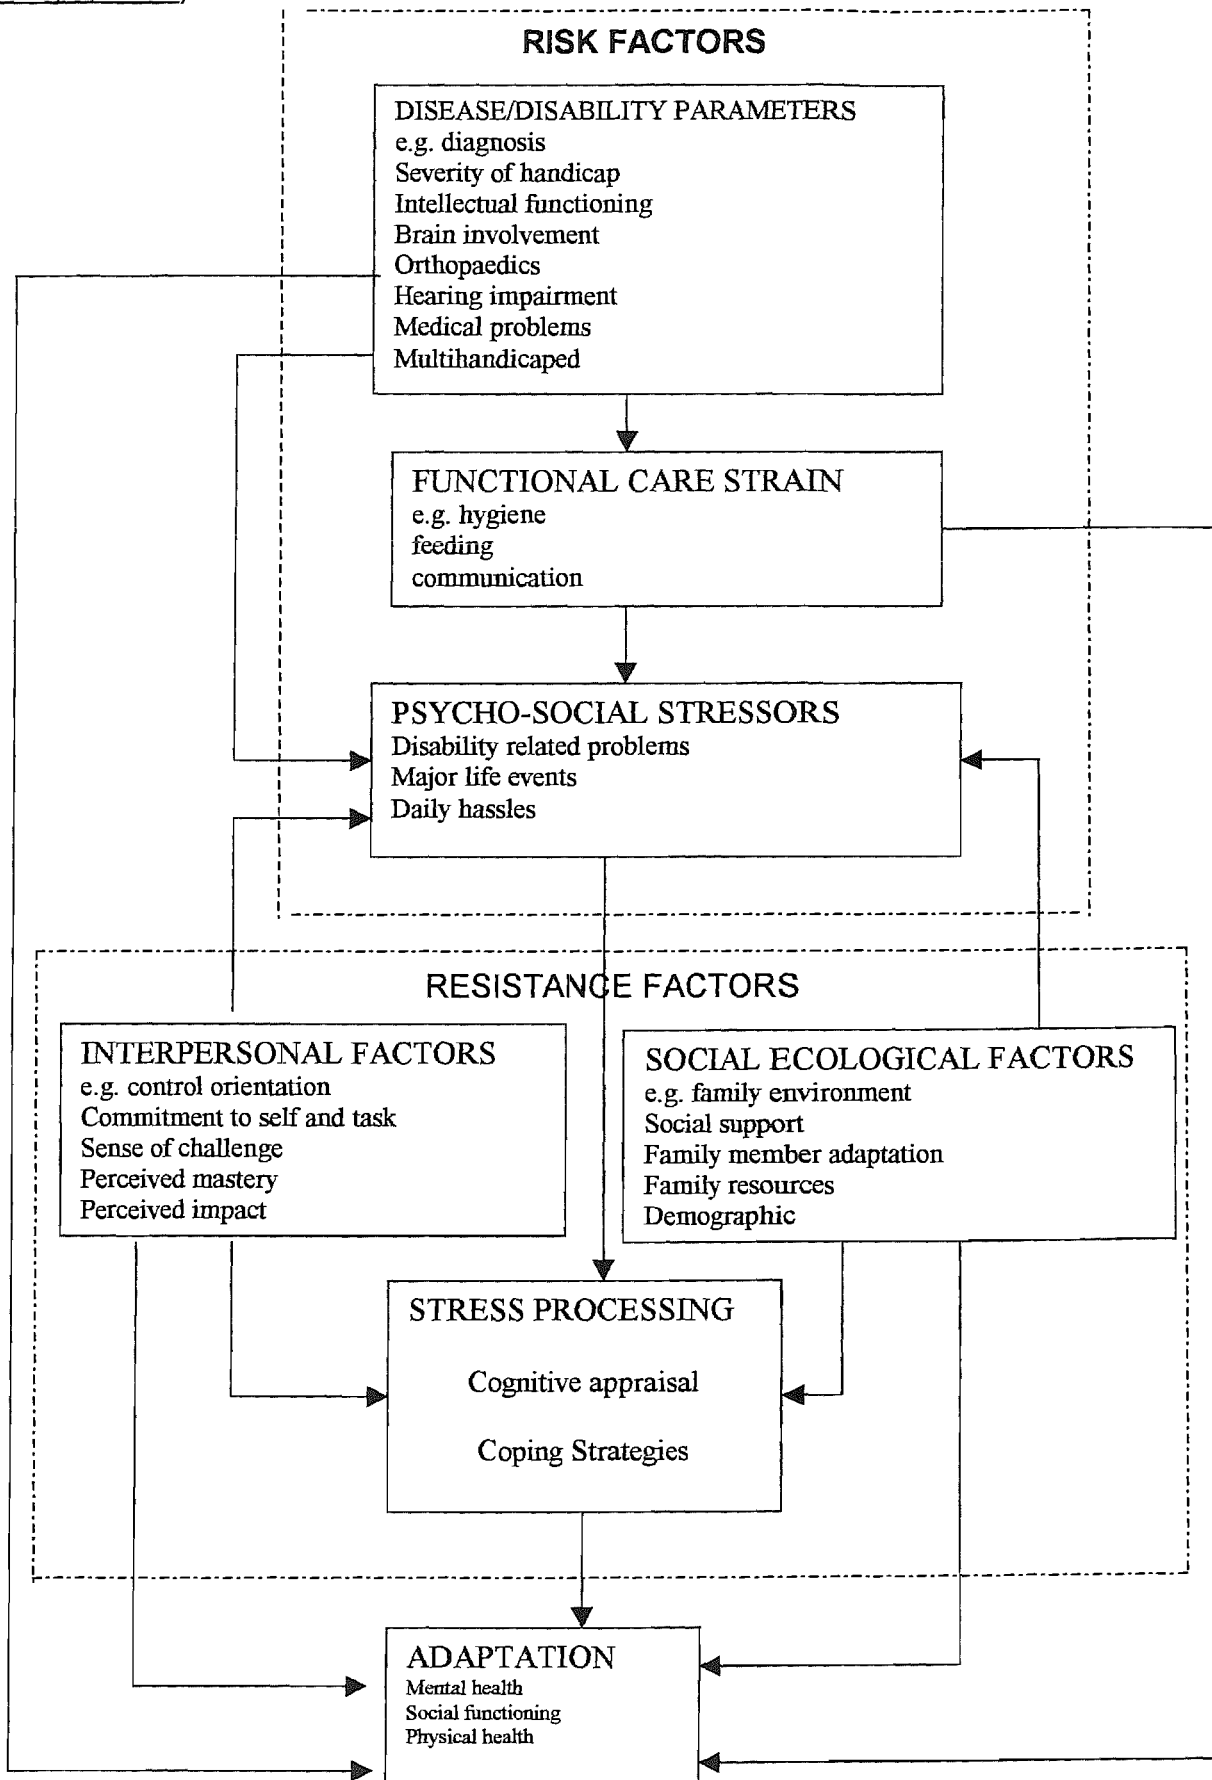 RISK FACTORS
DISEASE/DISABILITY PARAMETERS
e.g. diagnosis
Severity of handicap
Intellectual functioning
Brain involvement
Orthopaedics
Hearing impairment
Medical problems
Multihandicaped
FUNCTIONAL CARE STRAIN
e.g. hygiene
feeding
communication
PSYCHO-SOCIAL STRESSORS
Disability related problems
Major life events
Daily hassles
RESISTANCE FACTORS
INTERPERSONAL FACTORS
e.g. control orientation
Commitment to self and task
Sense of challenge
Perceived mastery
Perceived impact
SOCIAL ECOLOGICAL FACTORS
e.g. family environment
Social support
Family member adaptation
Family resources
Demographic
STRESS PROCESSING
Cognitive appraisal
Coping Strategies
ADAPTATION
Mental health
Social functioning
Physical health